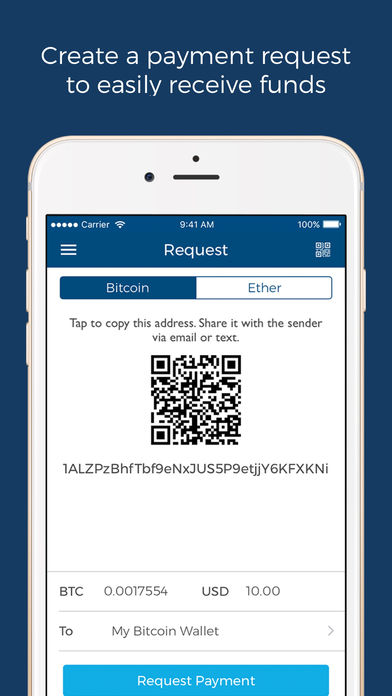 Create a payment request
to easily receive funds
Carrier 9:41 AM 100%
Request
Bitcoin Ether
Tap to copy this address. Share it with the sender
via email or text.
1ALZPzBhfTbf9eNxJUS5P9etjjY6KFXKNi
BTC 0.0017554 USD 10.00
To My Bitcoin Wallet
Request Payment